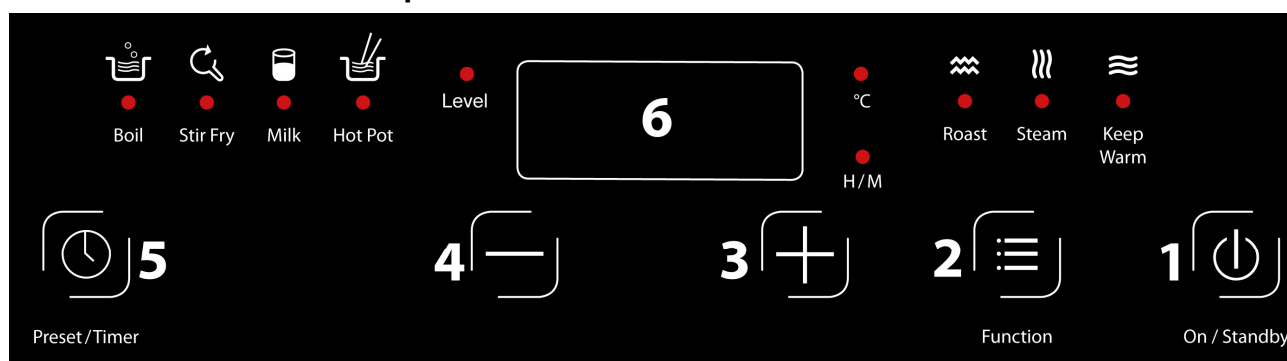 Boil
Stir Fry
Milk
Hot Pot
Level
6
°C
H/M
Roast
Steam
Keep
Warm
5
4
3
2
1
Preset/Timer
Function
On / Standby